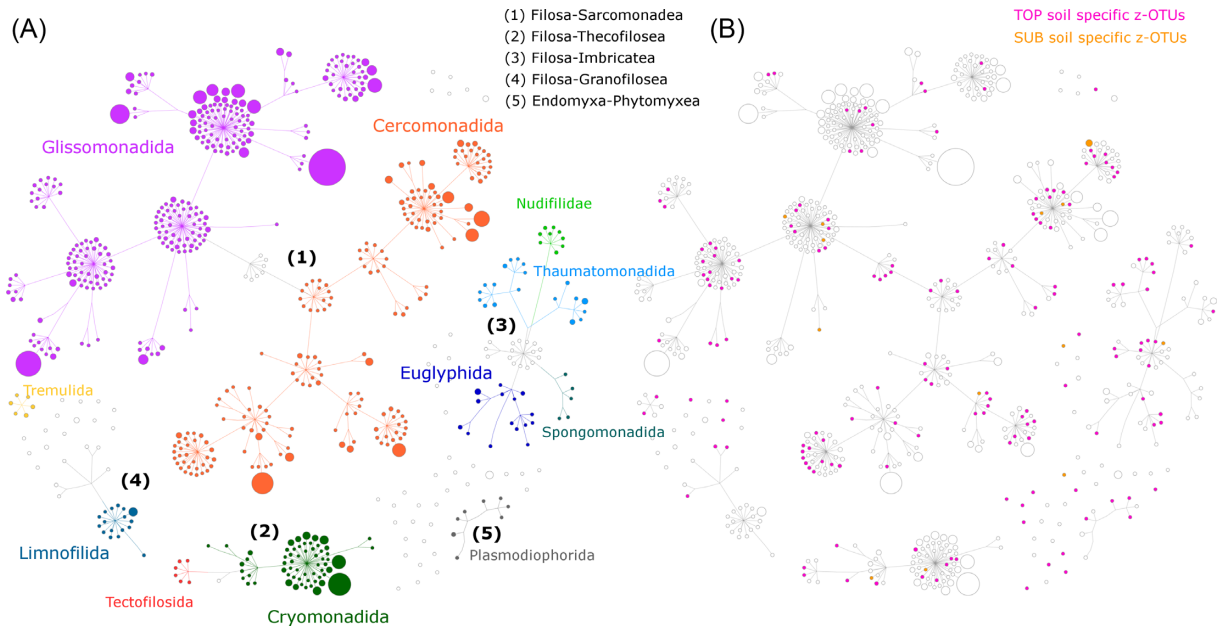 (A)
(1) Filosa-Sarcomonadea
(2) Filosa-Thecofilosea
(3) Filosa-Imbricatea
(4) Filosa-Granofilosea
(5) Endomyxa-Phytomyxea
(B)
TOP soil specific z-OTUs
SUB soil specific z-OTUs
Glissomonadida
Cercomonadida
Nudifilidae
(1)
Thaumatomonadida
(3)
Euglyphida
Tremulida
Spongomonadida
(4)
(2)
(5)
Limnofilida
Plasmodiophorida
Tectofilosida
Cryomonadida